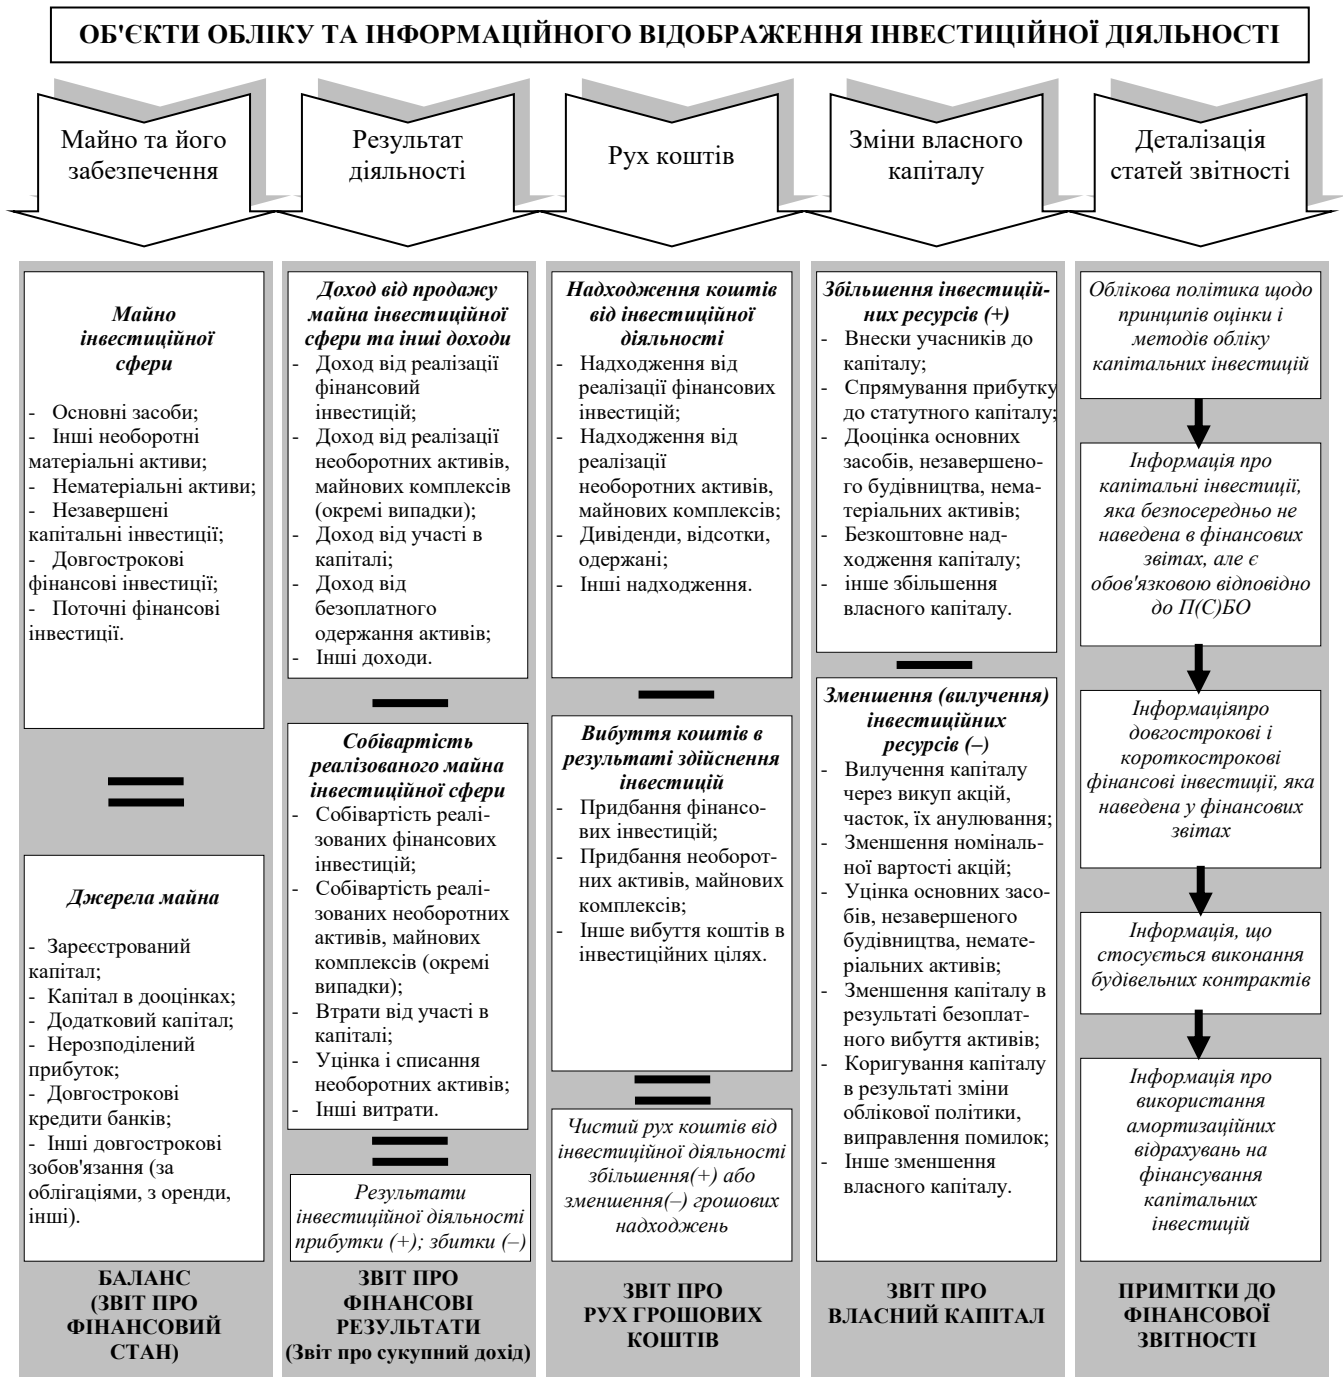 ОБ'ЄКТИ ОБЛІКУ ТА ІНФОРМАЦІЙНОГО ВІДОБРАЖЕННЯ ІНВЕСТИЦІЙНОЇ ДІЯЛЬНОСТІ
Майно та його
забезпечення
Результат
діяльності
Рух коштів
Зміни власного
капіталу
Деталізація
статей звітності
Майно
інвестиційної
сфери
- Основні засоби;
- Інші необоротні
матеріальні активи;
- Нематеріальні активи;
- Незавершені
капітальні інвестиції;
- Довгострокові
фінансові інвестиції;
- Поточні фінансові
інвестиції.
Джерела майна
- Зареєстрований
капітал;
- Капітал в дооцінках;
- Додатковий капітал;
- Нерозподілений
прибуток;
- Довгострокові
кредити банків;
- Інші довгострокові
зобов'язання (за
облігаціями, з оренди,
інші).
БАЛАНС
(ЗВІТ ПРО
ФІНАНСОВИЙ
СТАН)
Доход від продажу
майна інвестиційної
сфери та інші доходи
- Доход від реалізації
фінансовий
інвестицій;
- Доход від реалізації
необоротних активів,
майнових комплексів
(окремі випадки);
- Доход від участі в
капіталі;
- Доход від
безоплатного
одержання активів;
- Інші доходи.
Собівартість
реалізованого майна
інвестиційної сфери
- Собівартість реалі-
зованих фінансових
інвестицій;
- Собівартість реалі-
зованих необоротних
активів, майнових
комплексів (окремі
випадки);
- Втрати від участі в
капіталі;
- Уцінка і списання
необоротних активів;
- Інші витрати.
Результати
інвестиційної діяльності
прибутки (+); збитки (–)
ЗВІТ ПРО
ФІНАНСОВІ
РЕЗУЛЬТАТИ
(Звіт про сукупний дохід)
Надходження коштів
від інвестиційної
діяльності
- Надходження від
реалізації фінансових
інвестицій;
- Надходження від
реалізації
необоротних активів,
майнових комплексів;
- Дивіденди, відсотки,
одержані;
- Інші надходження.
Вибуття коштів в
результаті здійснення
інвестицій
- Придбання фінансо-
вих інвестицій;
- Придбання необорот-
них активів, майнових
комплексів;
- Інше вибуття коштів в
інвестиційних цілях.
Чистий рух коштів від
інвестиційної діяльності
збільшення(+) або
зменшення(–) грошових
надходжень
ЗВІТ ПРО
РУХ ГРОШОВИХ
КОШТІВ
Збільшення інвестицій-
них ресурсів (+)
- Внески учасників до
капіталу;
- Спрямування прибутку
до статутного капіталу;
- Дооцінка основних
засобів, незавершено-
го будівництва, нема-
теріальних активів;
- Безкоштовне над-
ходження капіталу;
- інше збільшення
власного капіталу.
Зменшення (вилучення)
інвестиційних
ресурсів (–)
- Вилучення капіталу
через викуп акцій,
часток, їх анулювання;
- Зменшення номіналь-
ної вартості акцій;
- Уцінка основних засо-
бів, незавершеного
будівництва, немате-
ріальних активів;
- Зменшення капіталу в
результаті безоплат-
ного вибуття активів;
- Коригування капіталу
в результаті зміни
облікової політики,
виправлення помилок;
- Інше зменшення
власного капіталу.
ЗВІТ ПРО
ВЛАСНИЙ КАПІТАЛ
Облікова політика щодо
принципів оцінки і
методів обліку
капітальних інвестицій
Інформація про
капітальні інвестиції,
яка безпосередньо не
наведена в фінансових
звітах, але є
обов'язковою відповідно
до П(С)БО
Інформаціяпро
довгострокові і
короткострокові
фінансові інвестиції, яка
наведена у фінансових
звітах
Інформація, що
стосується виконання
будівельних контрактів
Інформація про
використання
амортизаційних
відрахувань на
фінансування
капітальних
інвестицій
ПРИМІТКИ ДО
ФІНАНСОВОЇ
ЗВІТНОСТІ